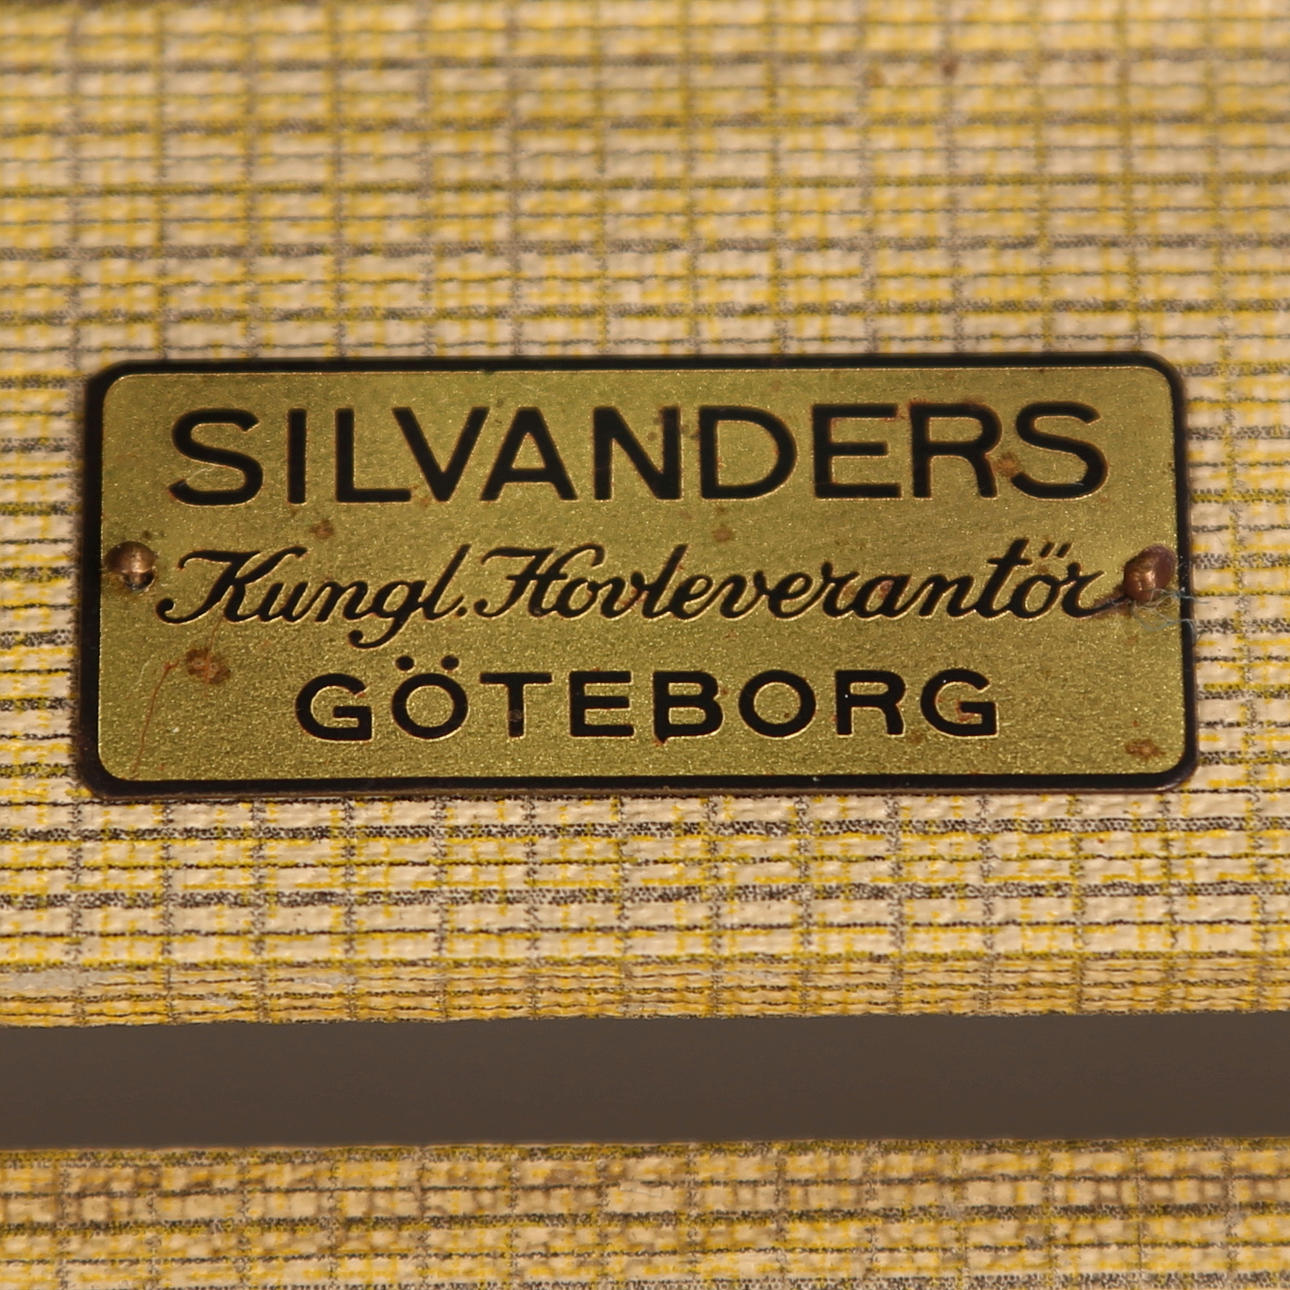 SILVANDERS
Kungl. Hovleverantör
GÖTEBORG